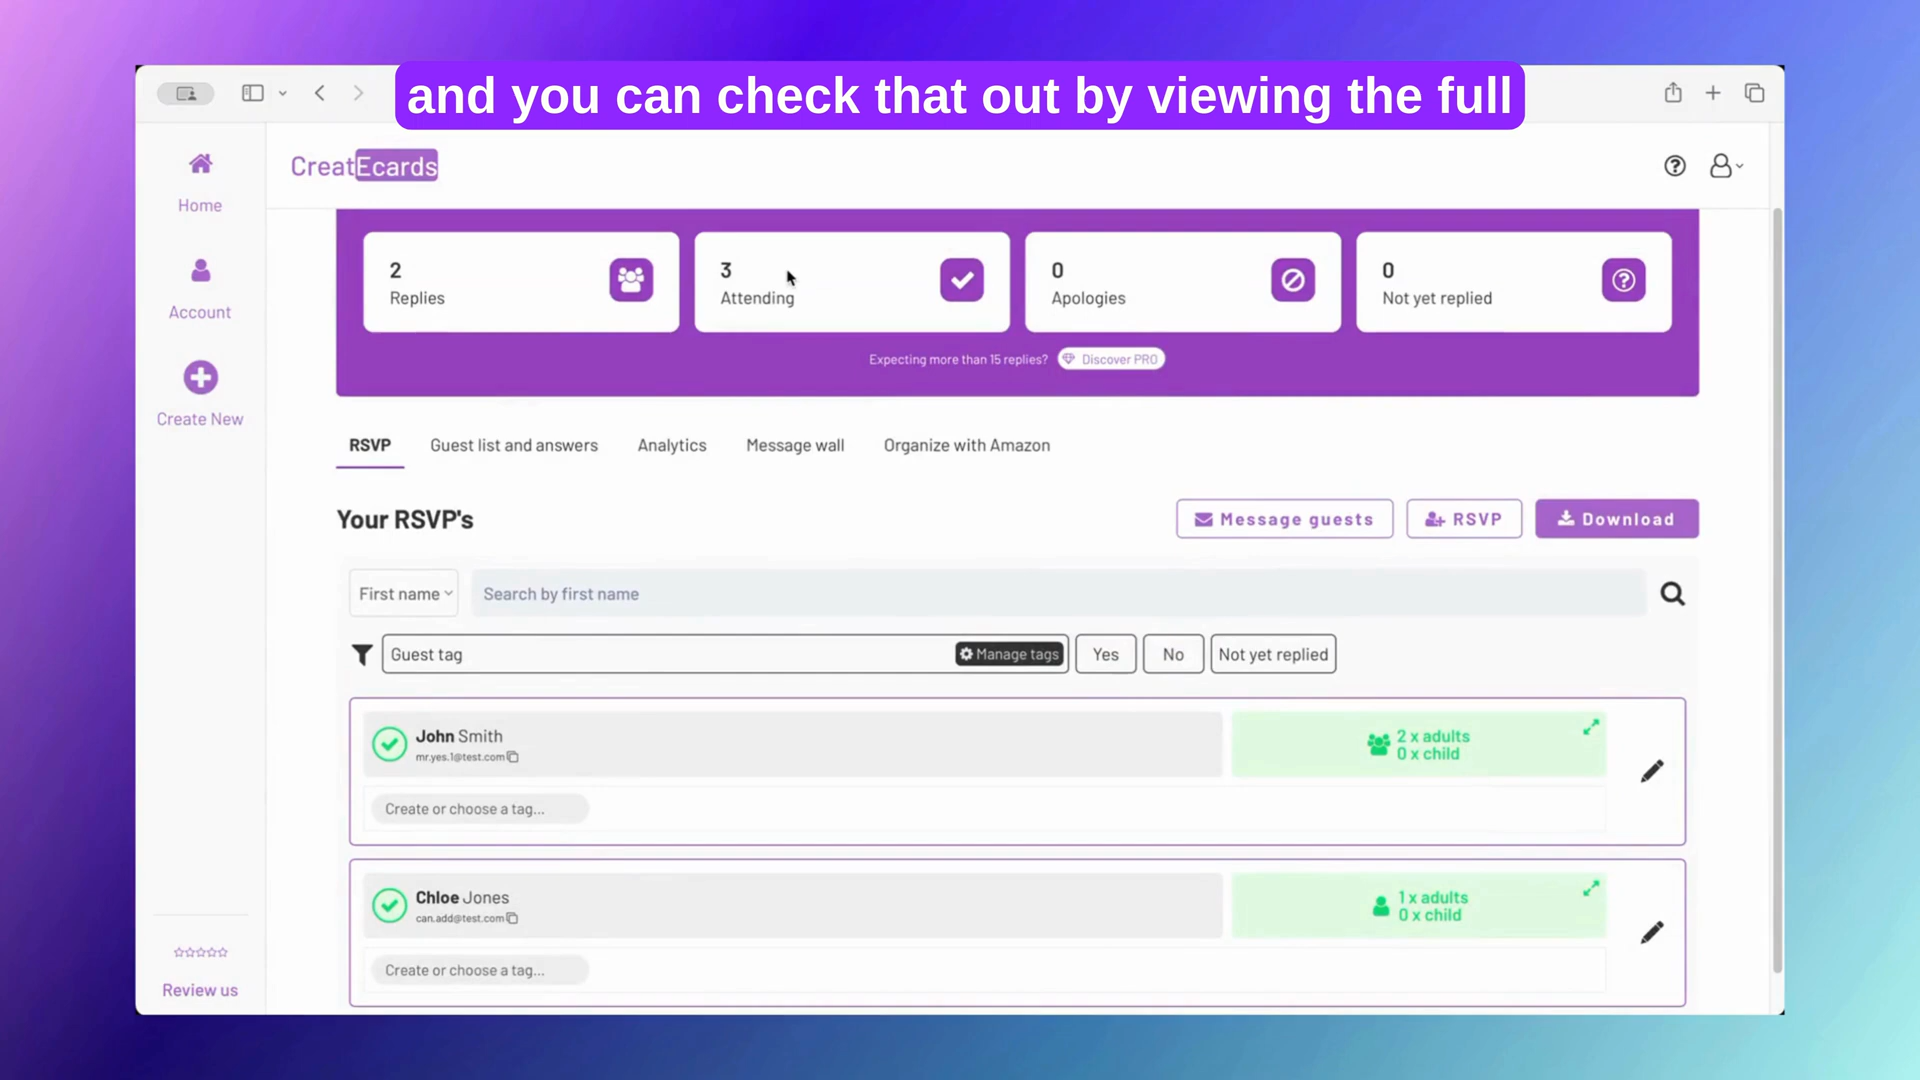 and you can check that out by viewing the full
CreatEcards
Home
Account
Create New
Review us
2
Replies
3
Attending
0
Apologies
0
Not yet replied
Expecting more than 15 replies? Discover PRO
RSVP Guest list and answers Analytics Message wall Organize with Amazon
Your RSVP's
Message guests RSVP Download
First name Search by first name
Guest tag Manage tags Yes No Not yet replied
John Smith
mr.yes.1@test.com
2 x adults
0 x child
Create or choose a tag...
Chloe Jones
can.add@test.com
1 x adults
0 x child
Create or choose a tag...